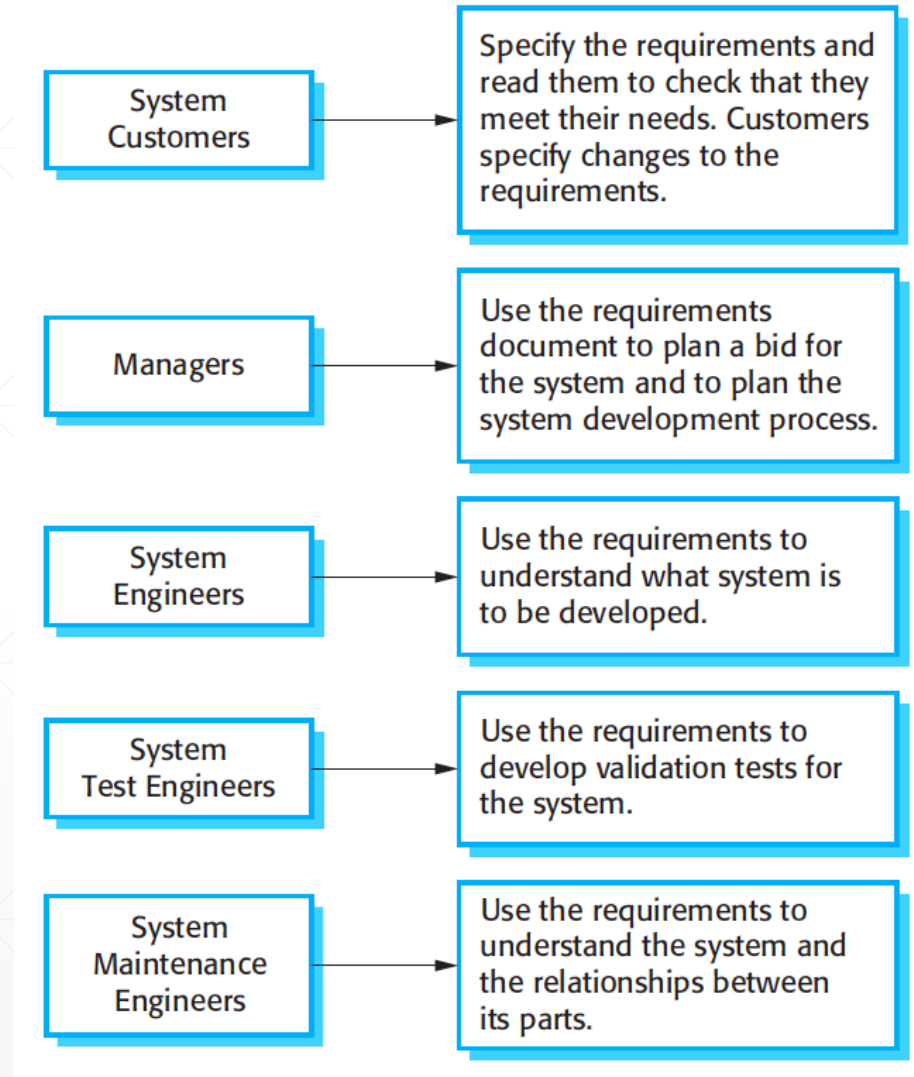 System
Customers
Specify the requirements and
read them to check that they
meet their needs. Customers
specify changes to the
requirements.
Managers
Use the requirements
document to plan a bid for
the system and to plan the
system development process.
System
Engineers
Use the requirements to
understand what system is
to be developed.
System
Test Engineers
Use the requirements to
develop validation tests for
the system.
System
Maintenance
Engineers
Use the requirements to
understand the system and
the relationships between
its parts.